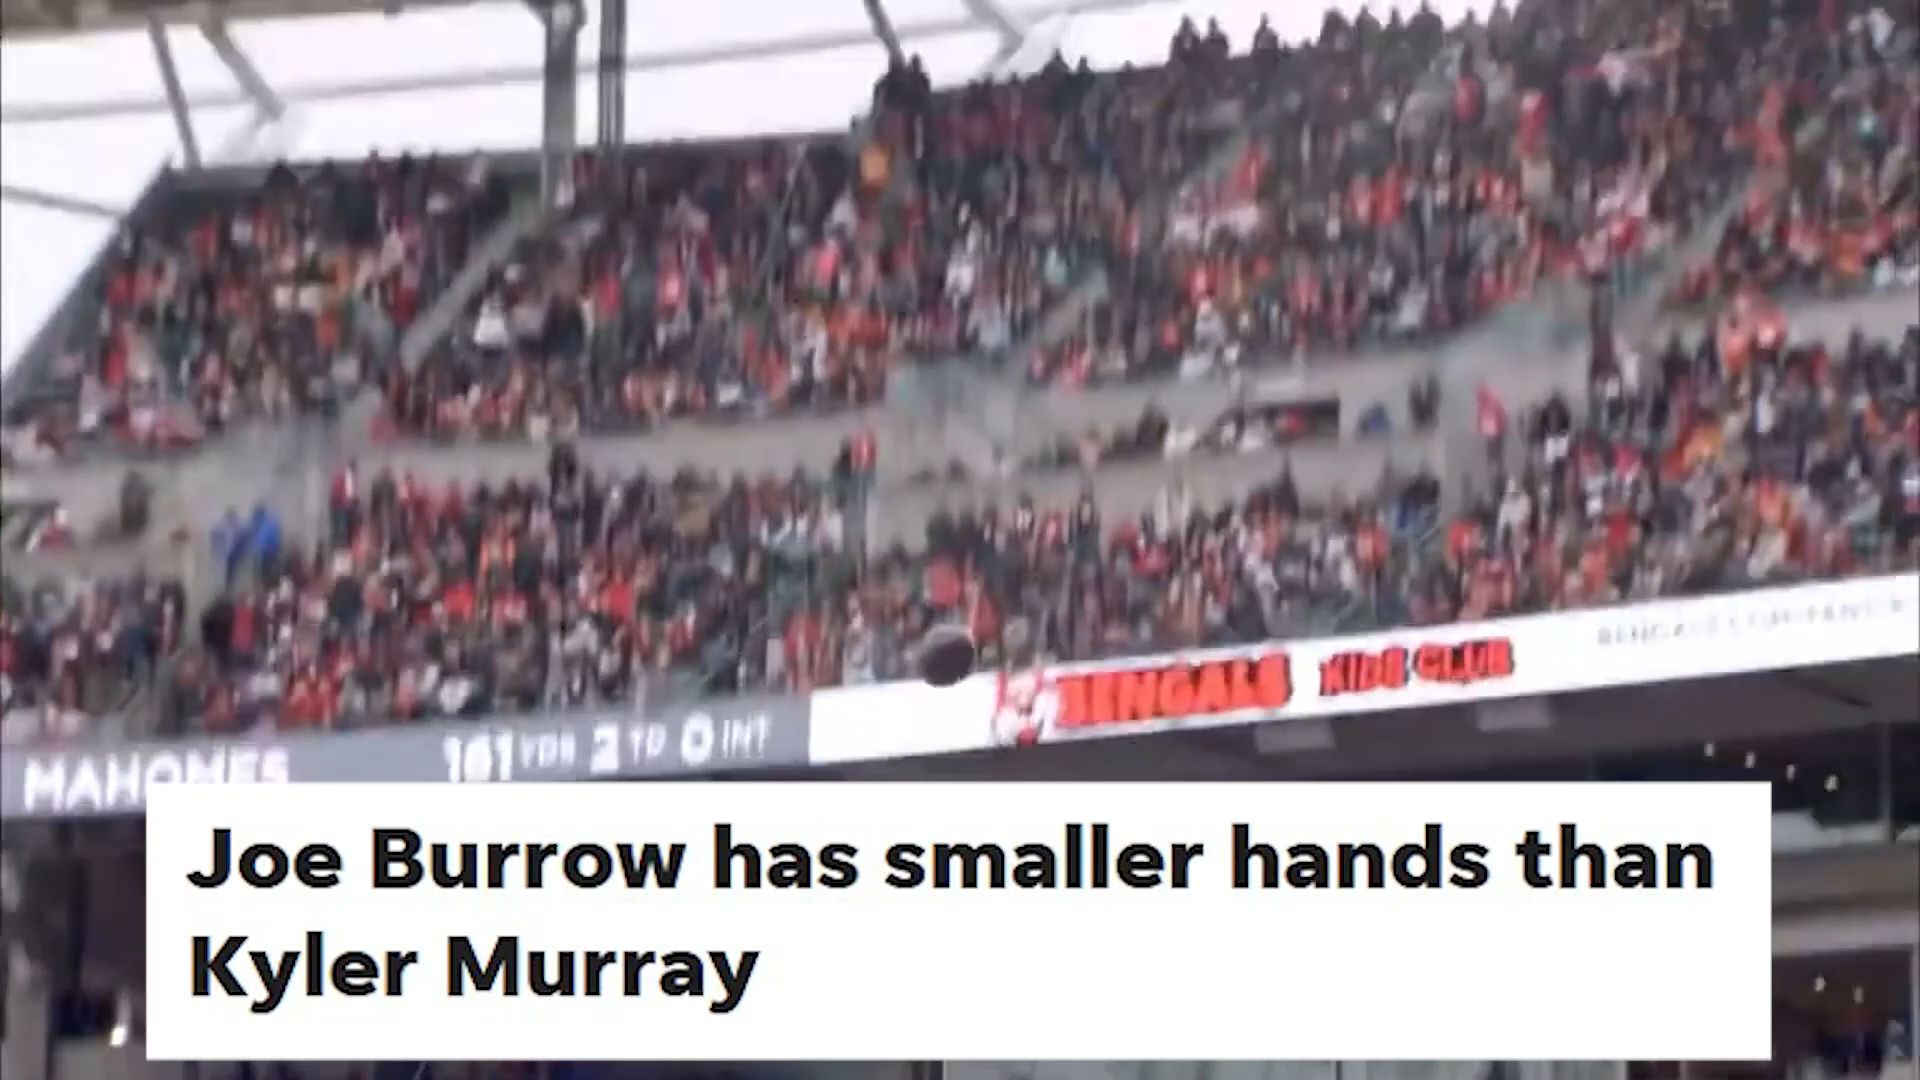 MAHOMES 161 YDS 2 TD 0 INT
BENGALS KIDS CLUB
Joe Burrow has smaller hands than
Kyler Murray